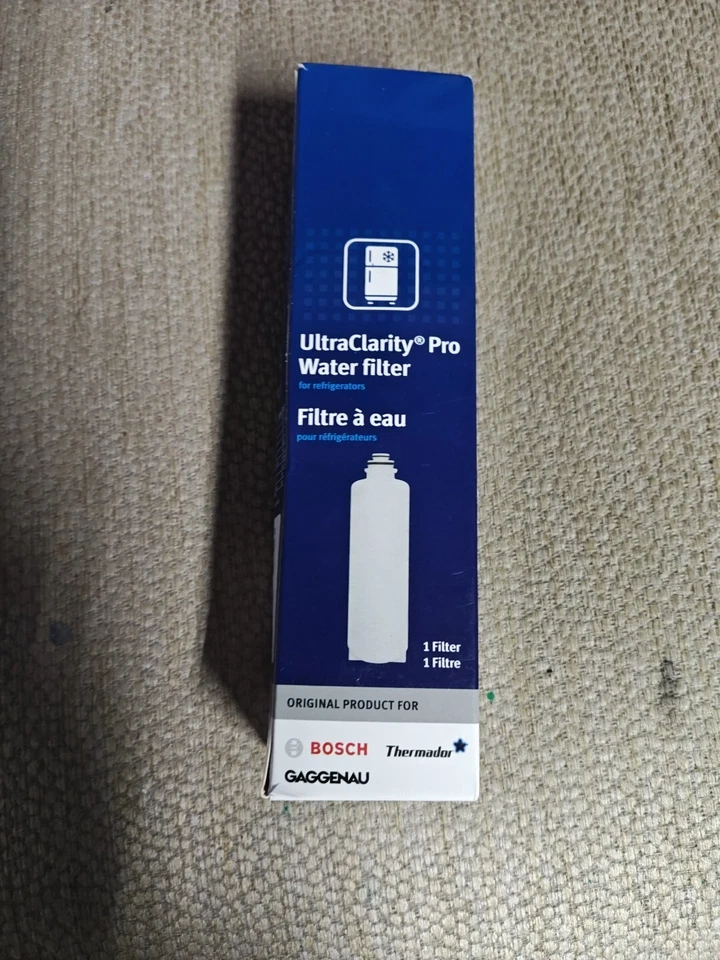 UltraClarity® Pro
Water filter
for refrigerators
Filtre à eau
pour réfrigérateurs
1 Filter
1 Filtre
ORIGINAL PRODUCT FOR
BOSCH Thermador
GAGGENAU